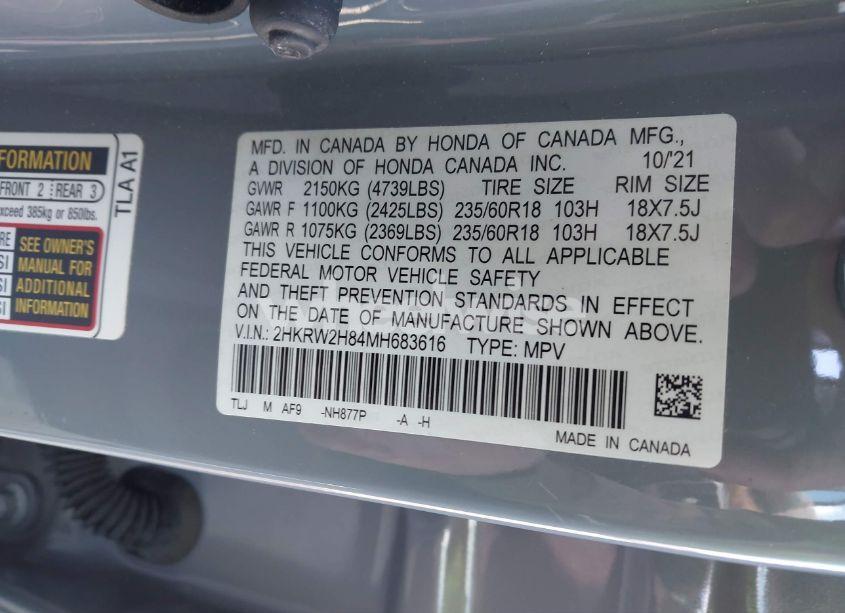 FORMATION
FRONT 2 REAR 3
exceed 385kg or 850lbs.
SEE OWNER'S
MANUAL FOR
ADDITIONAL
INFORMATION
TLA A1
MFD. IN CANADA BY HONDA OF CANADA MFG.,
A DIVISION OF HONDA CANADA INC. 10/'21
GVWR 2150KG (4739LBS) TIRE SIZE RIM SIZE
GAWR F 1100KG (2425LBS) 235/60R18 103H 18X7.5J
GAWR R 1075KG (2369LBS) 235/60R18 103H 18X7.5J
THIS VEHICLE CONFORMS TO ALL APPLICABLE
FEDERAL MOTOR VEHICLE SAFETY
AND THEFT PREVENTION STANDARDS IN EFFECT
ON THE DATE OF MANUFACTURE SHOWN ABOVE.
V.I.N.: 2HKRW2H84MH683616 TYPE: MPV
TLJ M AF9 -NH877P -A -H
MADE IN CANADA